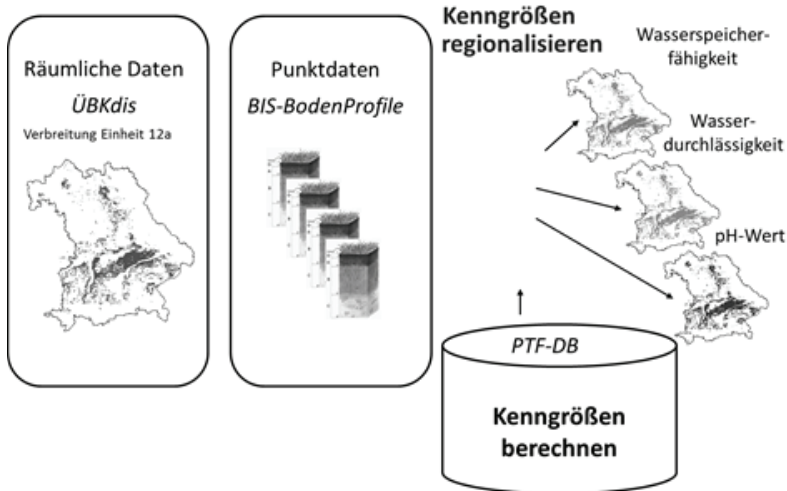 Räumliche Daten
ÜBKdis
Verbreitung Einheit 12a
Punktdaten
BIS-BodenProfile
Kenngrößen
regionalisieren
Wasserspeicher-
fähigkeit
Wasser-
durchlässigkeit
pH-Wert
PTF-DB
Kenngrößen
berechnen